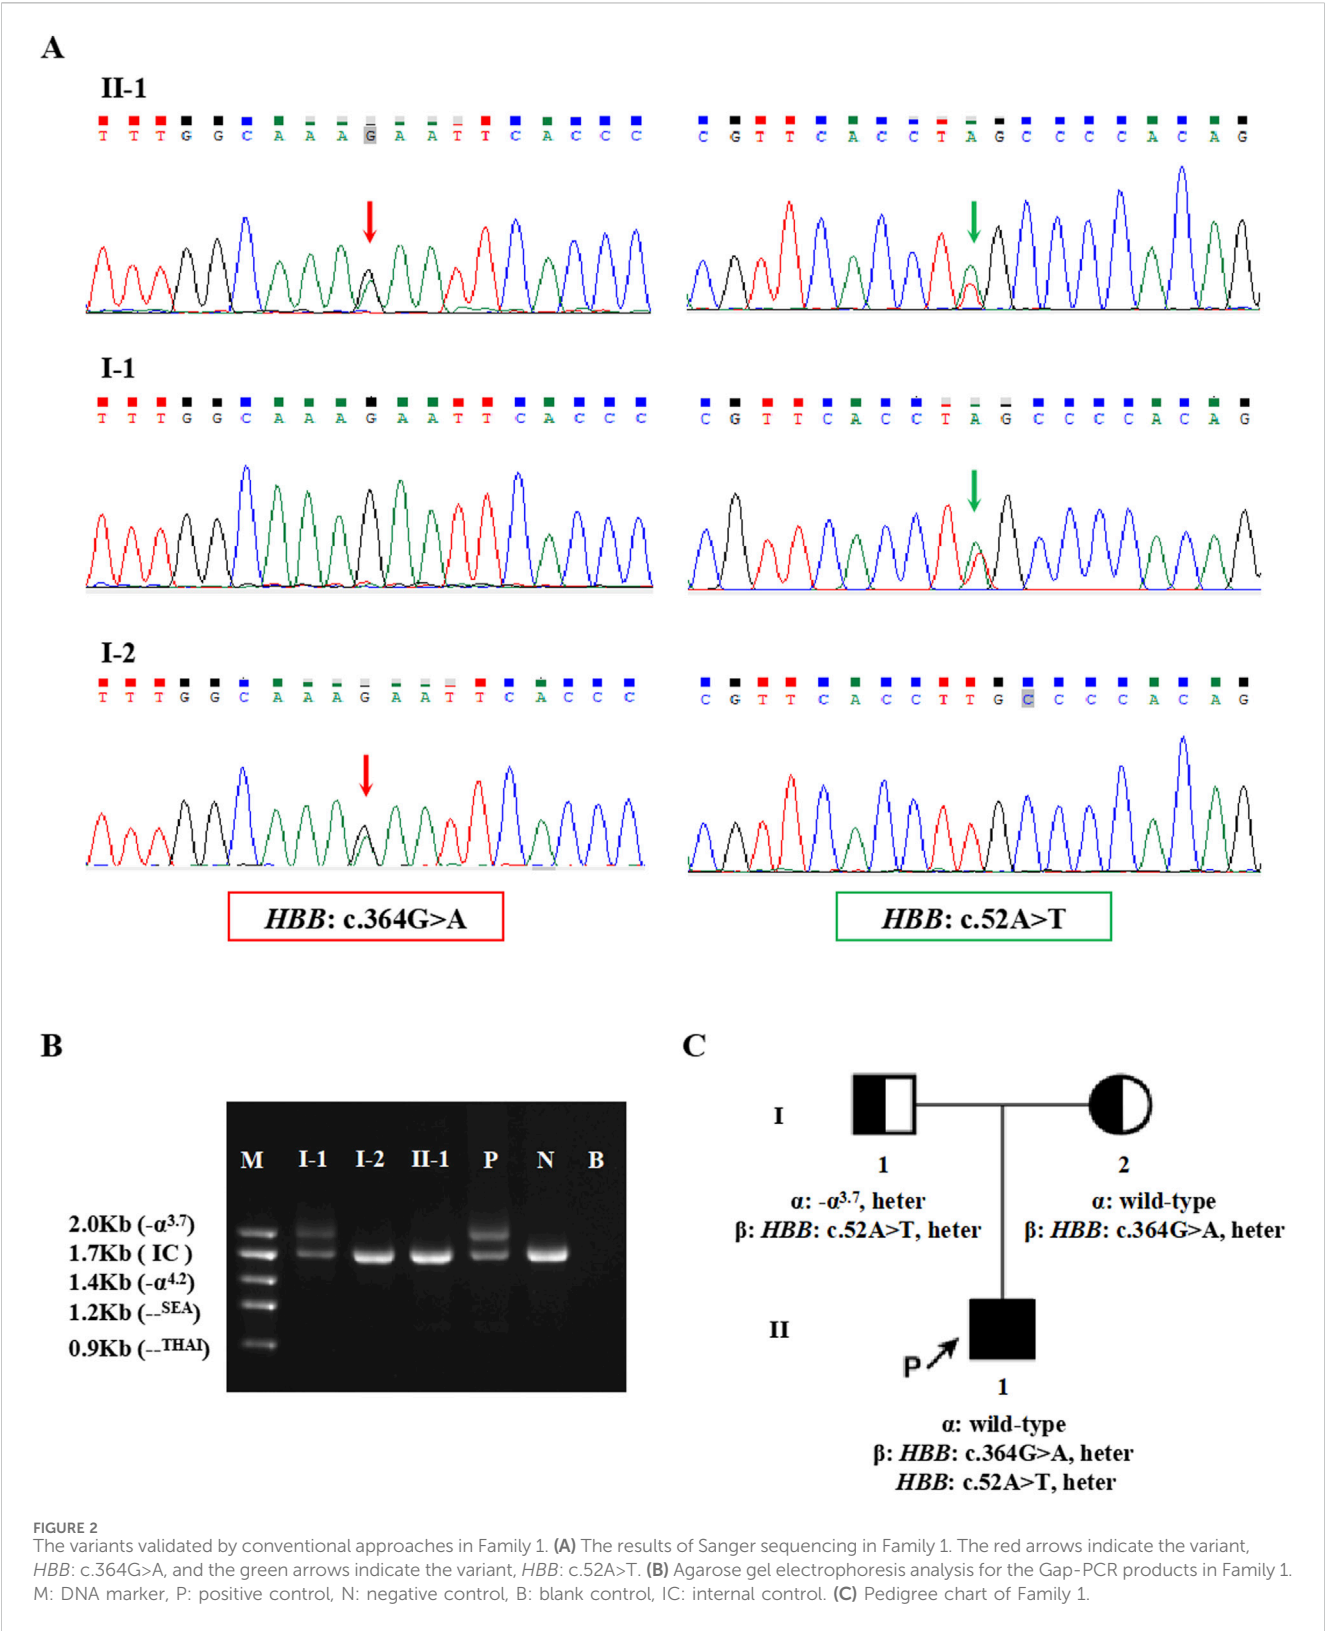 A
II-1
T T T G G C A A A G A A T T C A C C C
C G T T C A C C T A G C C C C A C A G
I-1
T T T G G C A A A G A A T T C A C C C
C G T T C A C C T A G C C C C A C A G
I-2
T T T G G C A A A G A A T T C A C C C
C G T T C A C C T T G C C C C A C A G
HBB: c.364G>A
HBB: c.52A>T
B
M I-1 I-2 II-1 P N B
2.0Kb (-α3.7)
1.7Kb ( IC )
1.4Kb (-α4.2)
1.2Kb (--SEA)
0.9Kb (--THAI)
C
I
1
α: -α3.7, heter
β: HBB: c.52A>T, heter
2
α: wild-type
β: HBB: c.364G>A, heter
II
P
1
α: wild-type
β: HBB: c.364G>A, heter
HBB: c.52A>T, heter
FIGURE 2
The variants validated by conventional approaches in Family 1. (A) The results of Sanger sequencing in Family 1. The red arrows indicate the variant,
HBB: c.364G>A, and the green arrows indicate the variant, HBB: c.52A>T. (B) Agarose gel electrophoresis analysis for the Gap-PCR products in Family 1.
M: DNA marker, P: positive control, N: negative control, B: blank control, IC: internal control. (C) Pedigree chart of Family 1.